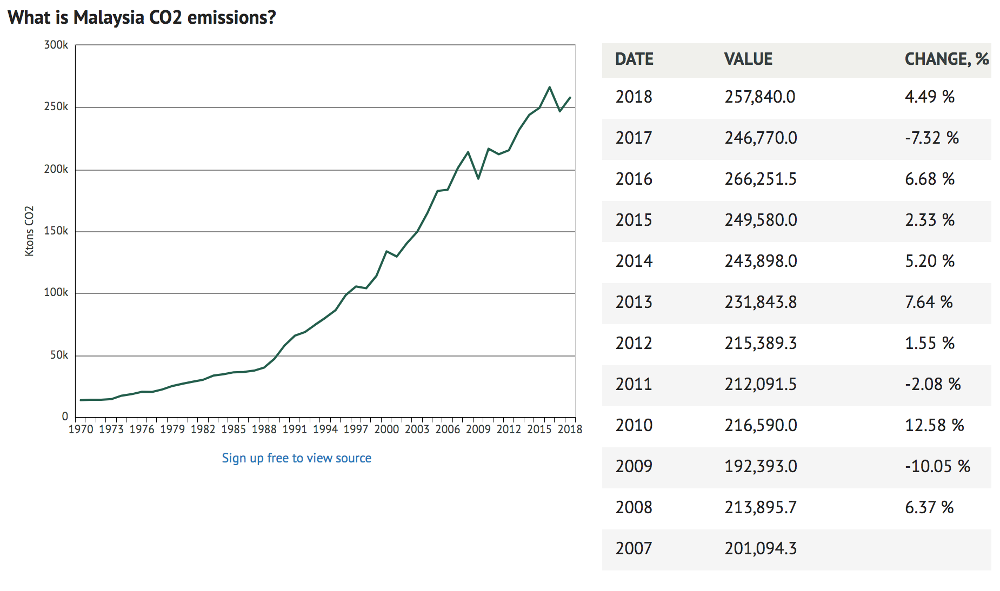 What is Malaysia CO2 emissions?
300k
250k
200k
150k
100k
50k
0
Ktons CO2
1970 1973 1976 1979 1982 1985 1988 1991 1994 1997 2000 2003 2006 2009 2012 2015 2018
Sign up free to view source
DATE VALUE CHANGE, %
2018 257,840.0 4.49 %
2017 246,770.0 -7.32 %
2016 266,251.5 6.68 %
2015 249,580.0 2.33 %
2014 243,898.0 5.20 %
2013 231,843.8 7.64 %
2012 215,389.3 1.55 %
2011 212,091.5 -2.08 %
2010 216,590.0 12.58 %
2009 192,393.0 -10.05 %
2008 213,895.7 6.37 %
2007 201,094.3